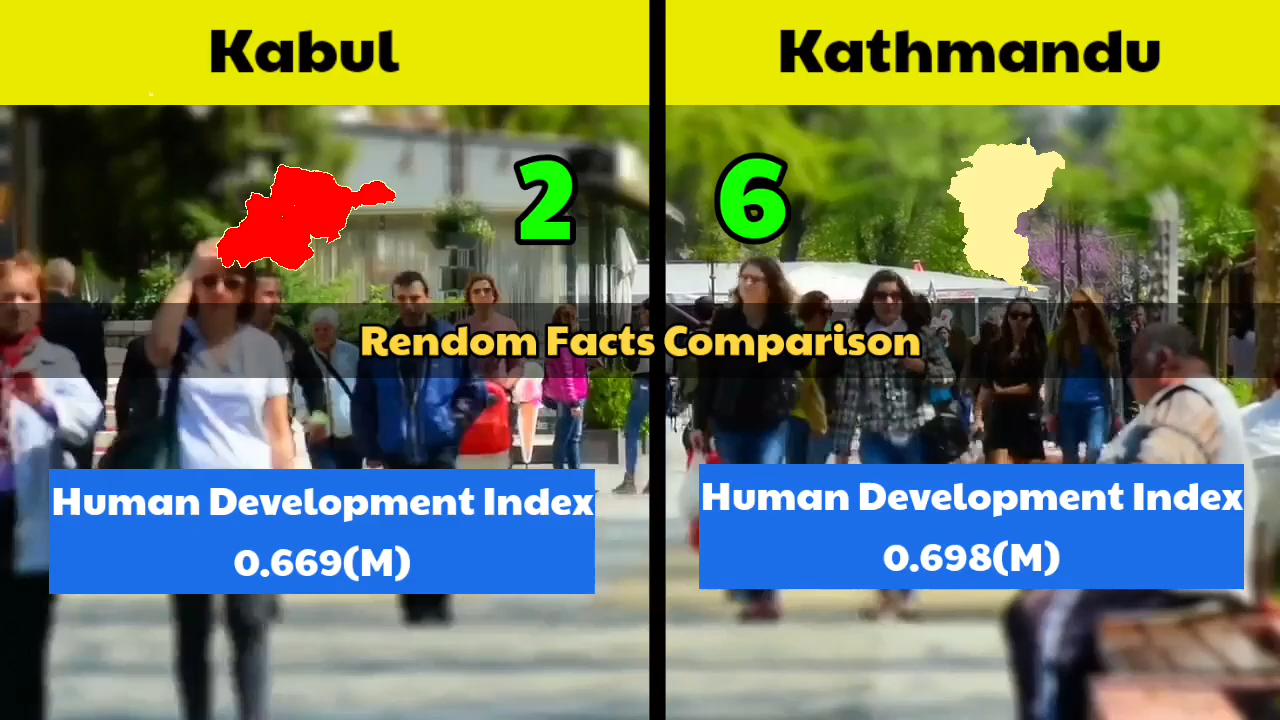 Kabul
Kathmandu
2
6
Rendom Facts Comparison
Human Development Index
0.669(M)
Human Development Index
0.698(M)